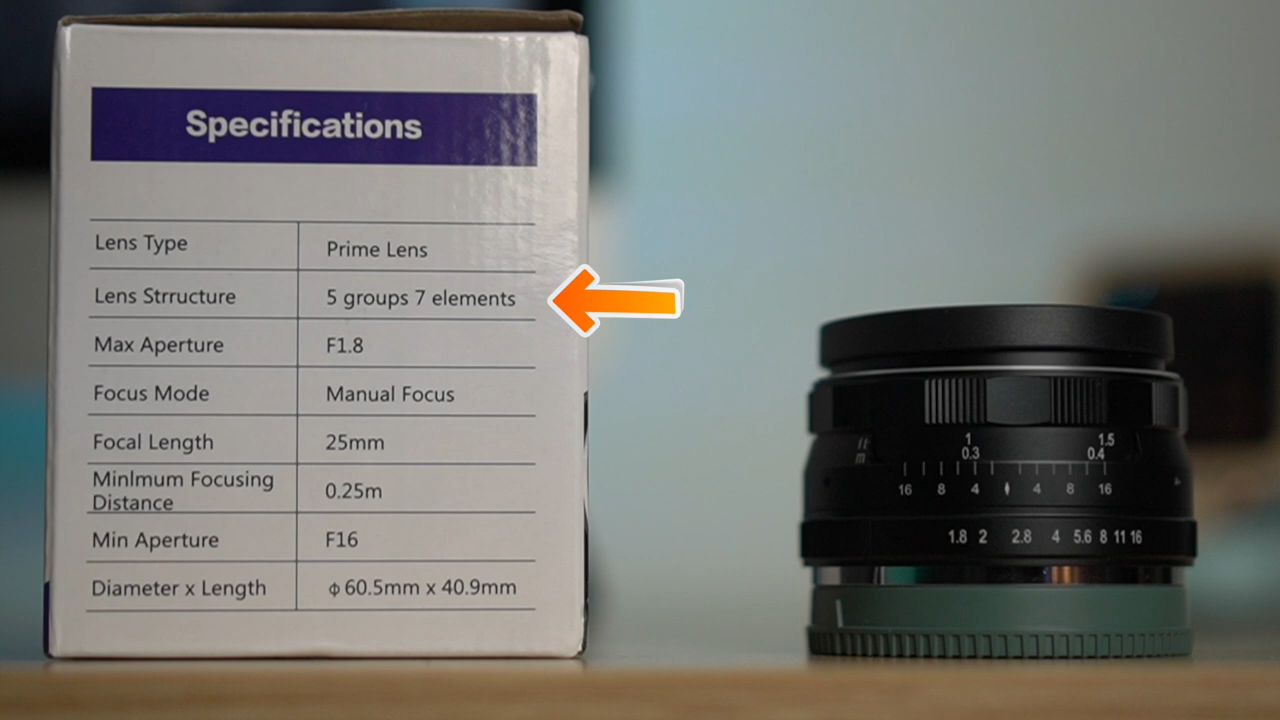 Specifications
Lens Type Prime Lens
Lens Strructure 5 groups 7 elements
Max Aperture F1.8
Focus Mode Manual Focus
Focal Length 25mm
Minlmum Focusing
Distance 0.25m
Min Aperture F16
Diameter x Length ϕ 60.5mm x 40.9mm
ft 1 1.5
m 0.3 0.4
16 8 4 4 8 16
1.8 2 2.8 4 5.6 8 11 16